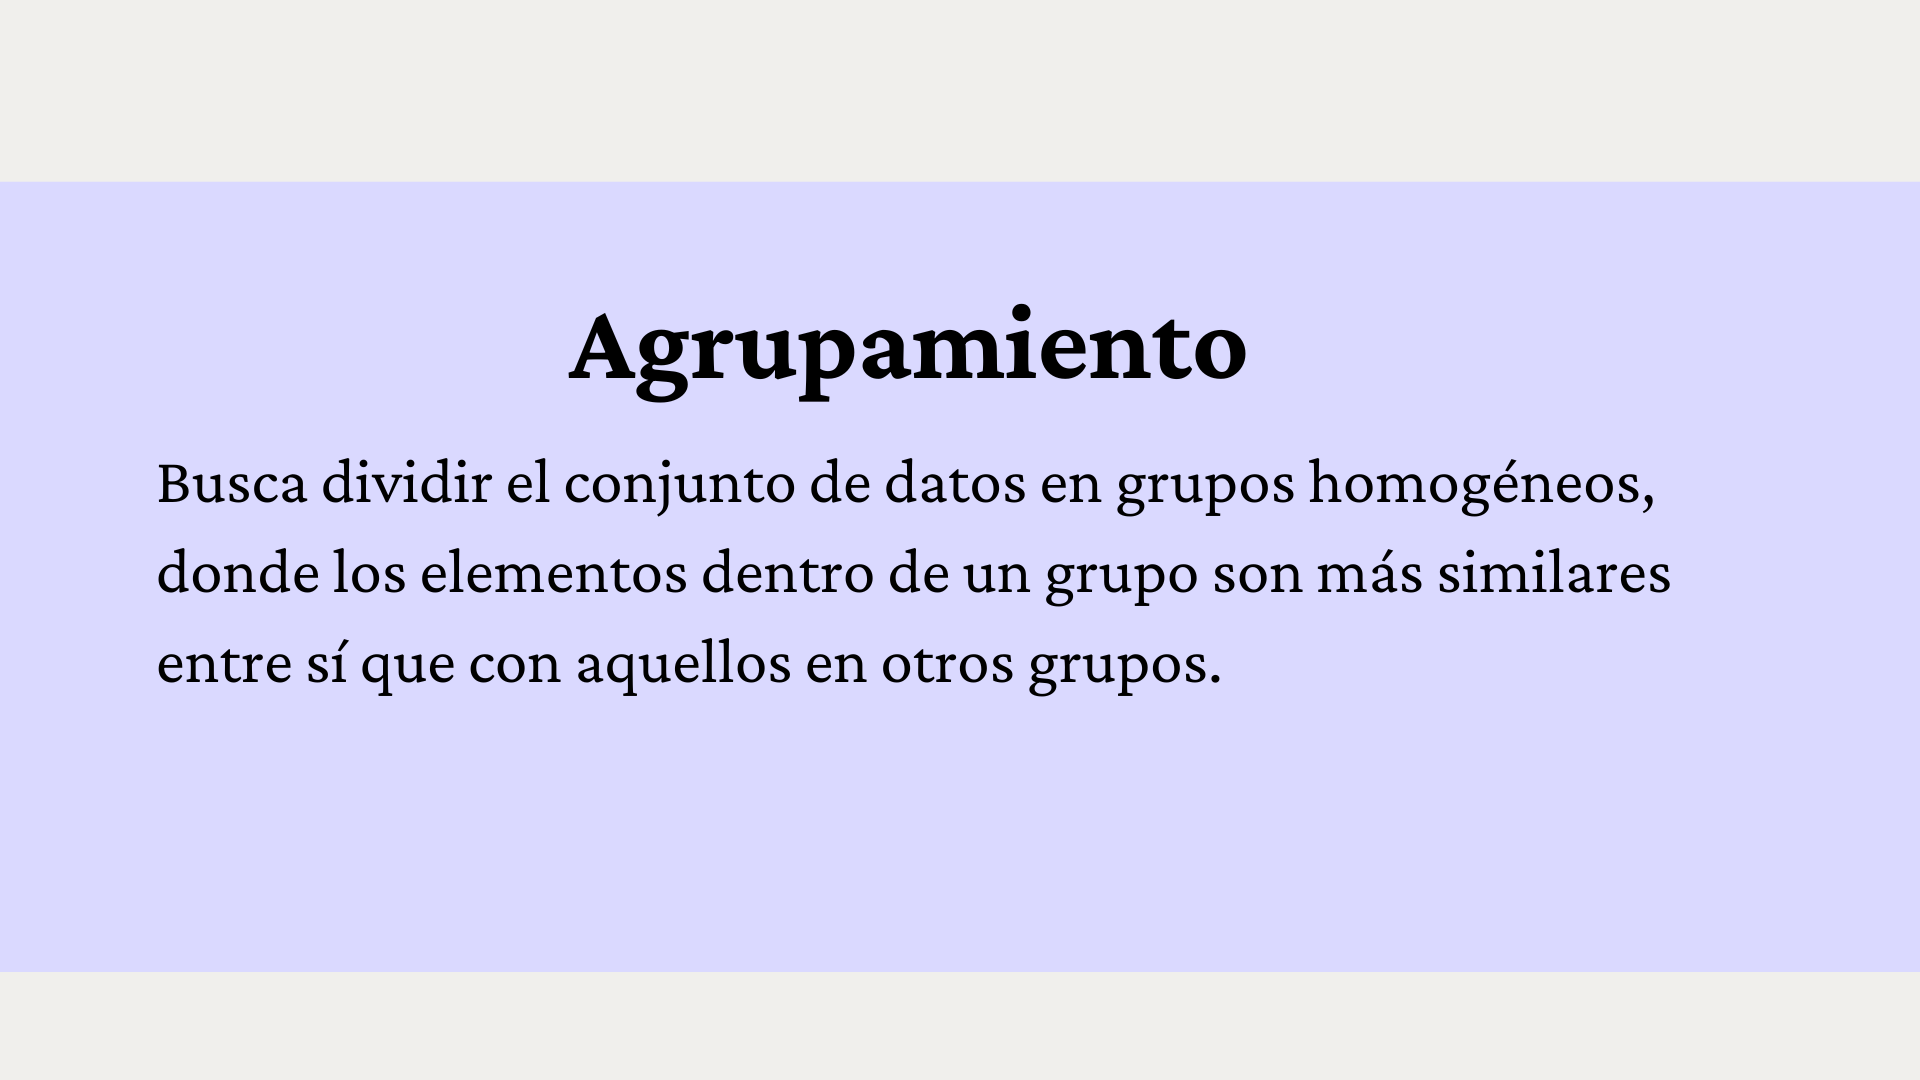 Agrupamiento
Busca dividir el conjunto de datos en grupos homogéneos,
donde los elementos dentro de un grupo son más similares
entre sí que con aquellos en otros grupos.